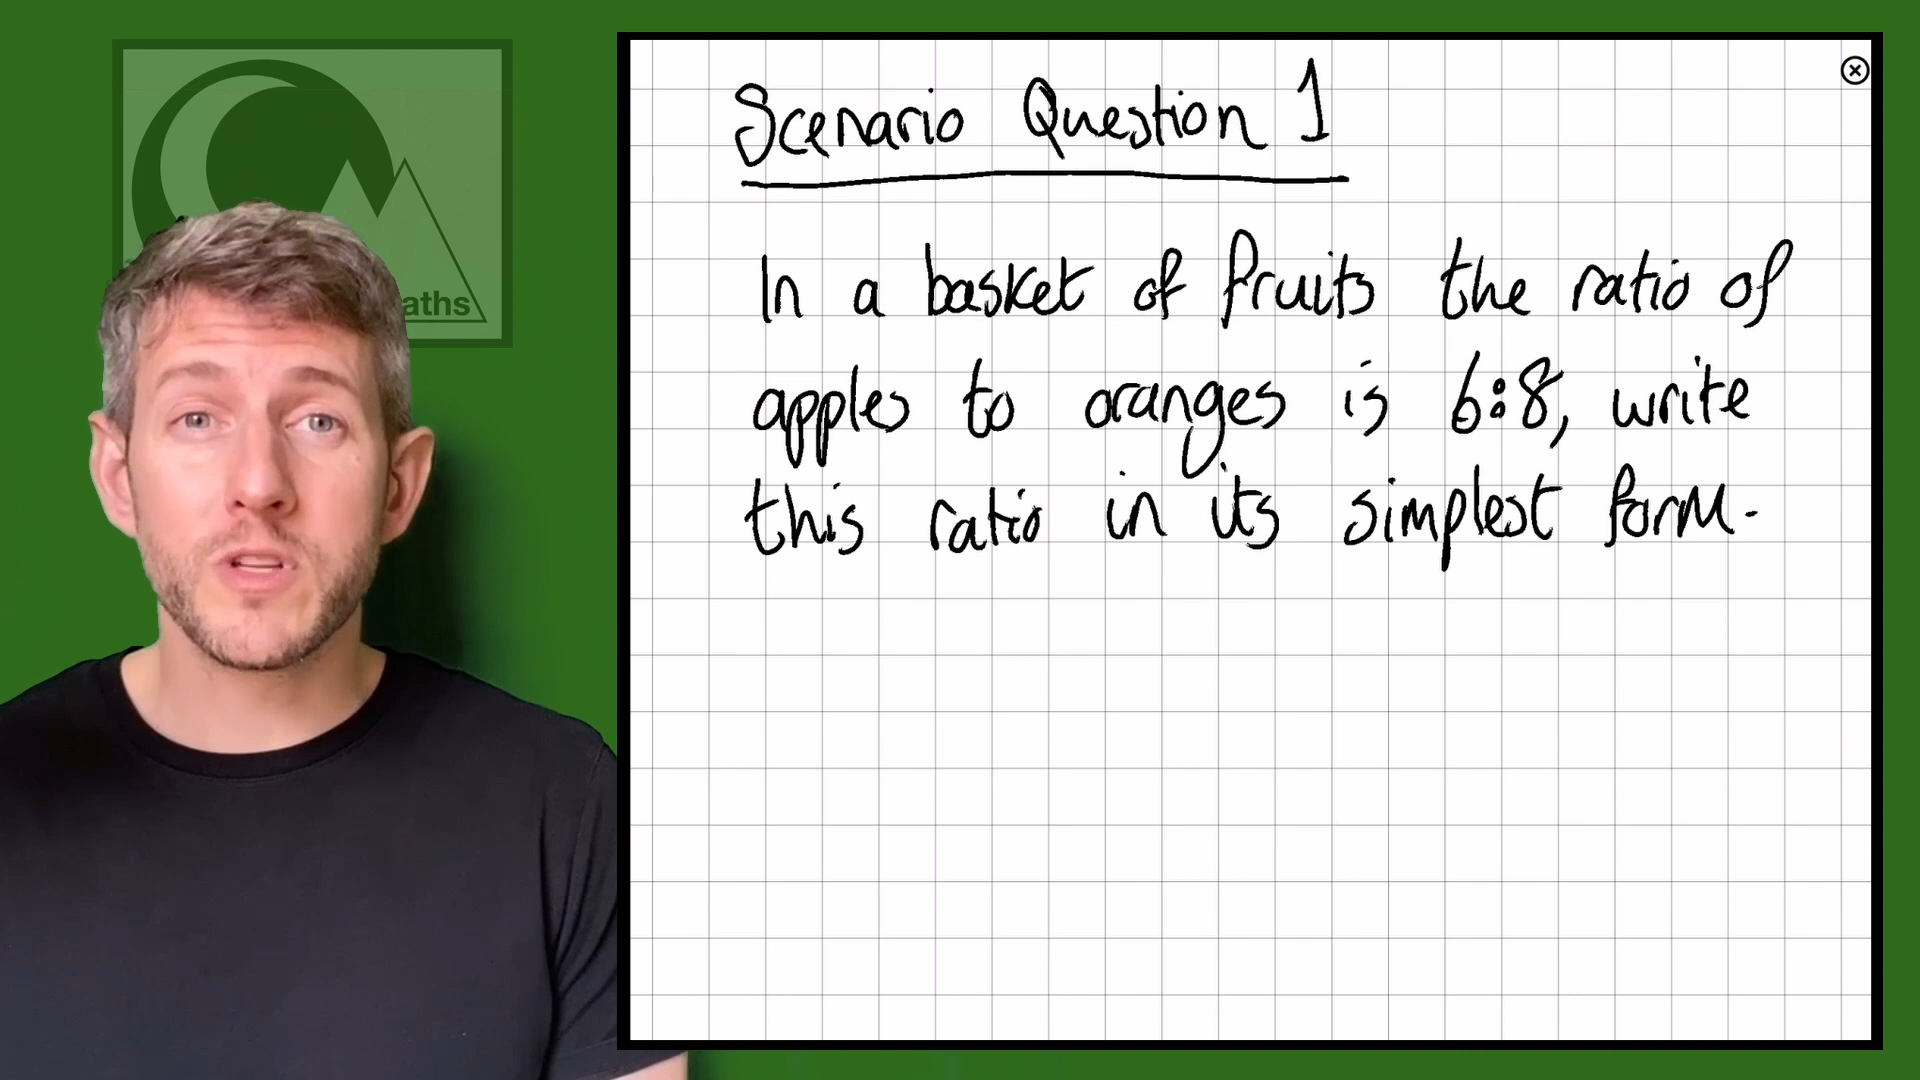 Scenario Question 1
In a basket of fruits the ratio of
apples to oranges is 6:8, write
this ratio in its simplest form.
aths